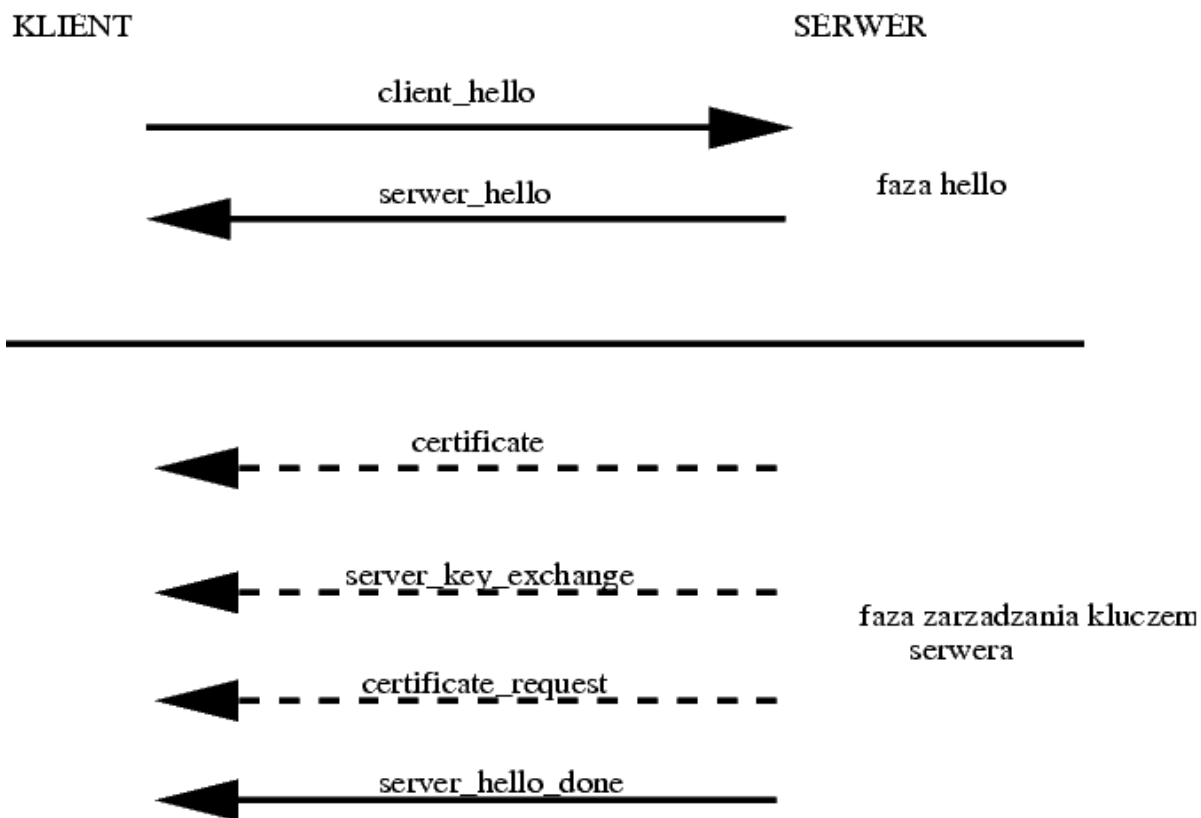 KLIENT
SERWER
client_hello
serwer_hello
faza hello
certificate
server_key_exchange
faza zarzadzania kluczem
serwera
certificate_request
server_hello_done